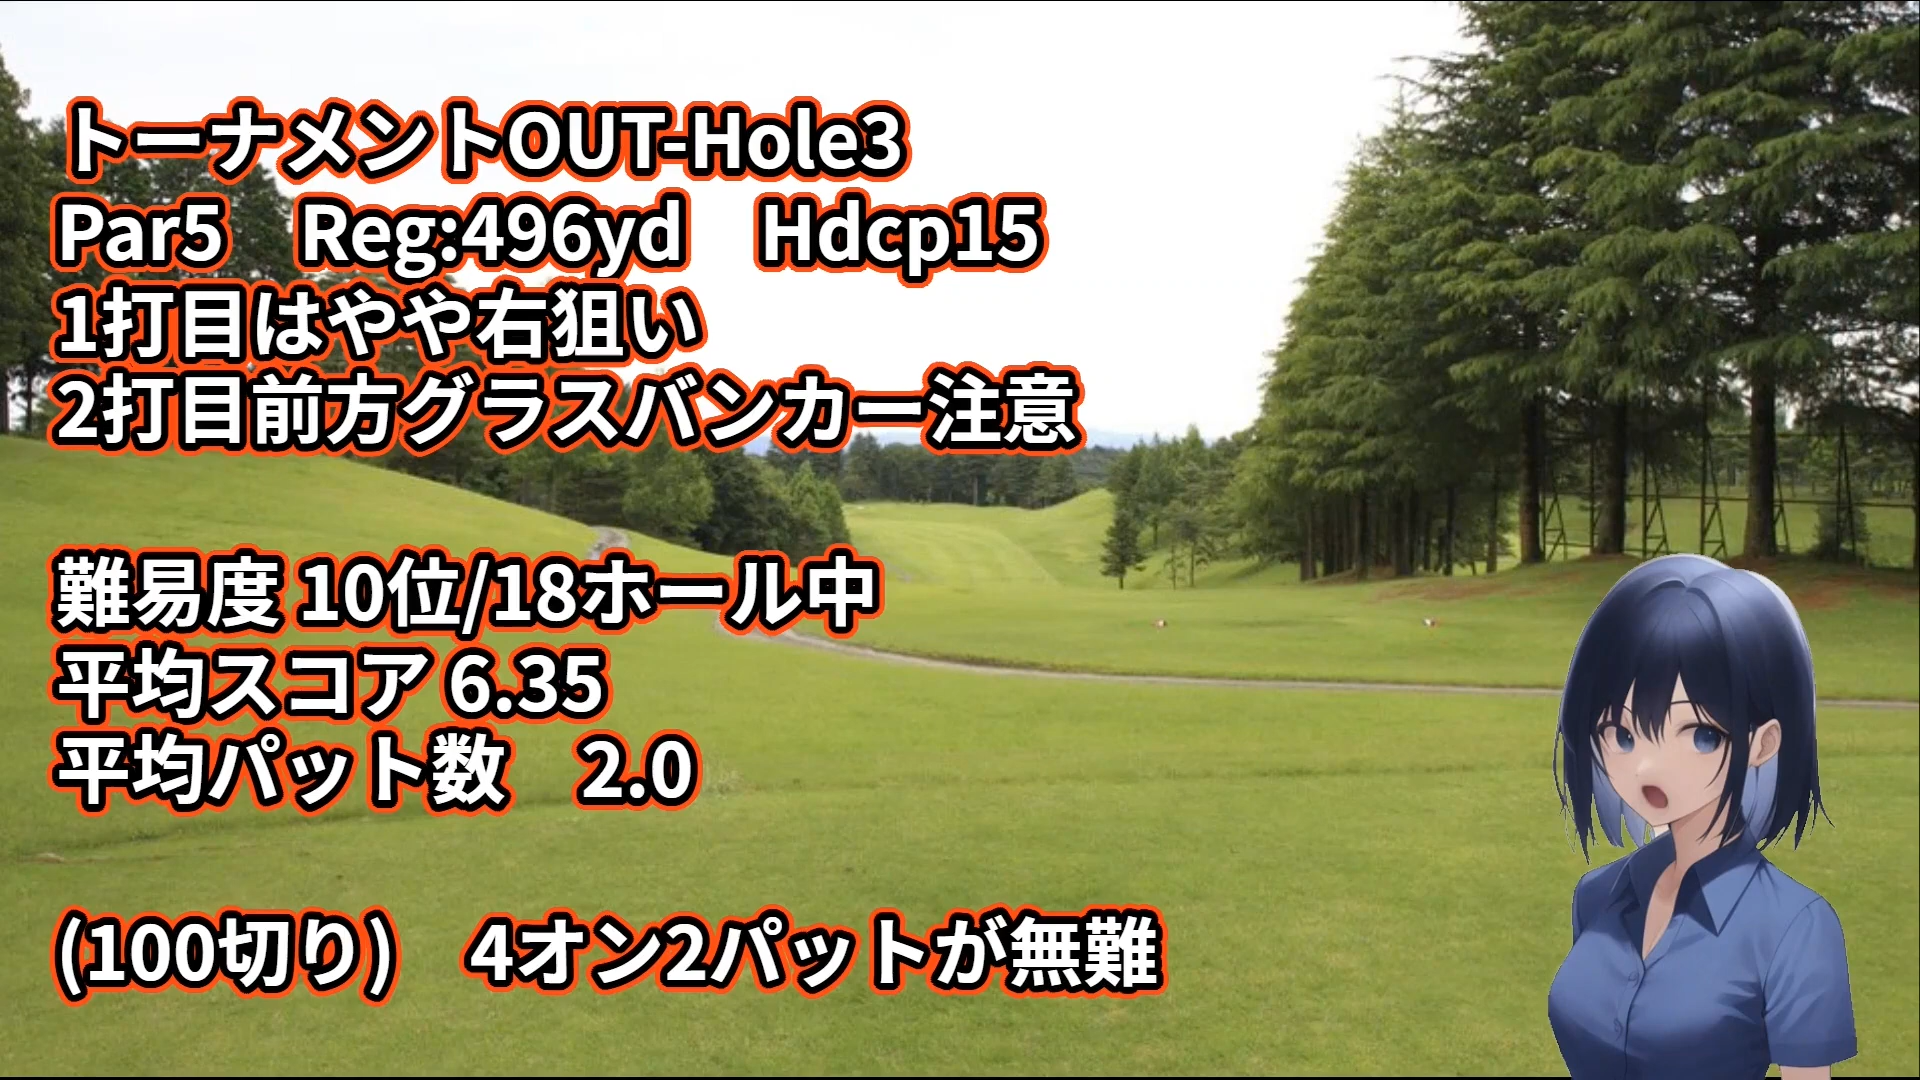 トーナメントOUT-Hole3
Par5　Reg:496yd　Hdcp15
1打目はやや右狙い
2打目前方グラスバンカー注意
難易度 10位/18ホール中
平均スコア 6.35
平均パット数　2.0
(100切り)　4オン2パットが無難